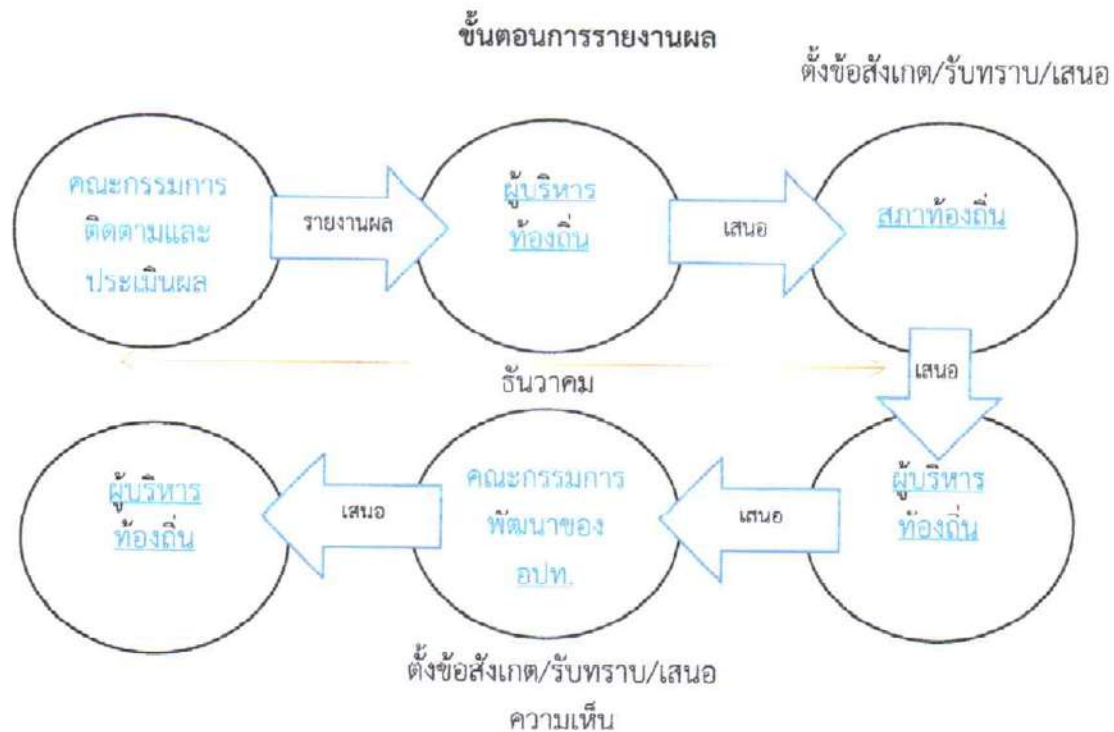 ขั้นตอนการรายงานผล
ตั้งข้อสังเกต/รับทราบ/เสนอ
คณะกรรมการ
ติดตามและ
ประเมินผล
รายงานผล
ผู้บริหาร
ท้องถิ่น
เสนอ
สภาท้องถิ่น
เสนอ
ธันวาคม
ผู้บริหาร
ท้องถิ่น
เสนอ
คณะกรรมการ
พัฒนาของ
อปท.
เสนอ
ผู้บริหาร
ท้องถิ่น
ตั้งข้อสังเกต/รับทราบ/เสนอ
ความเห็น